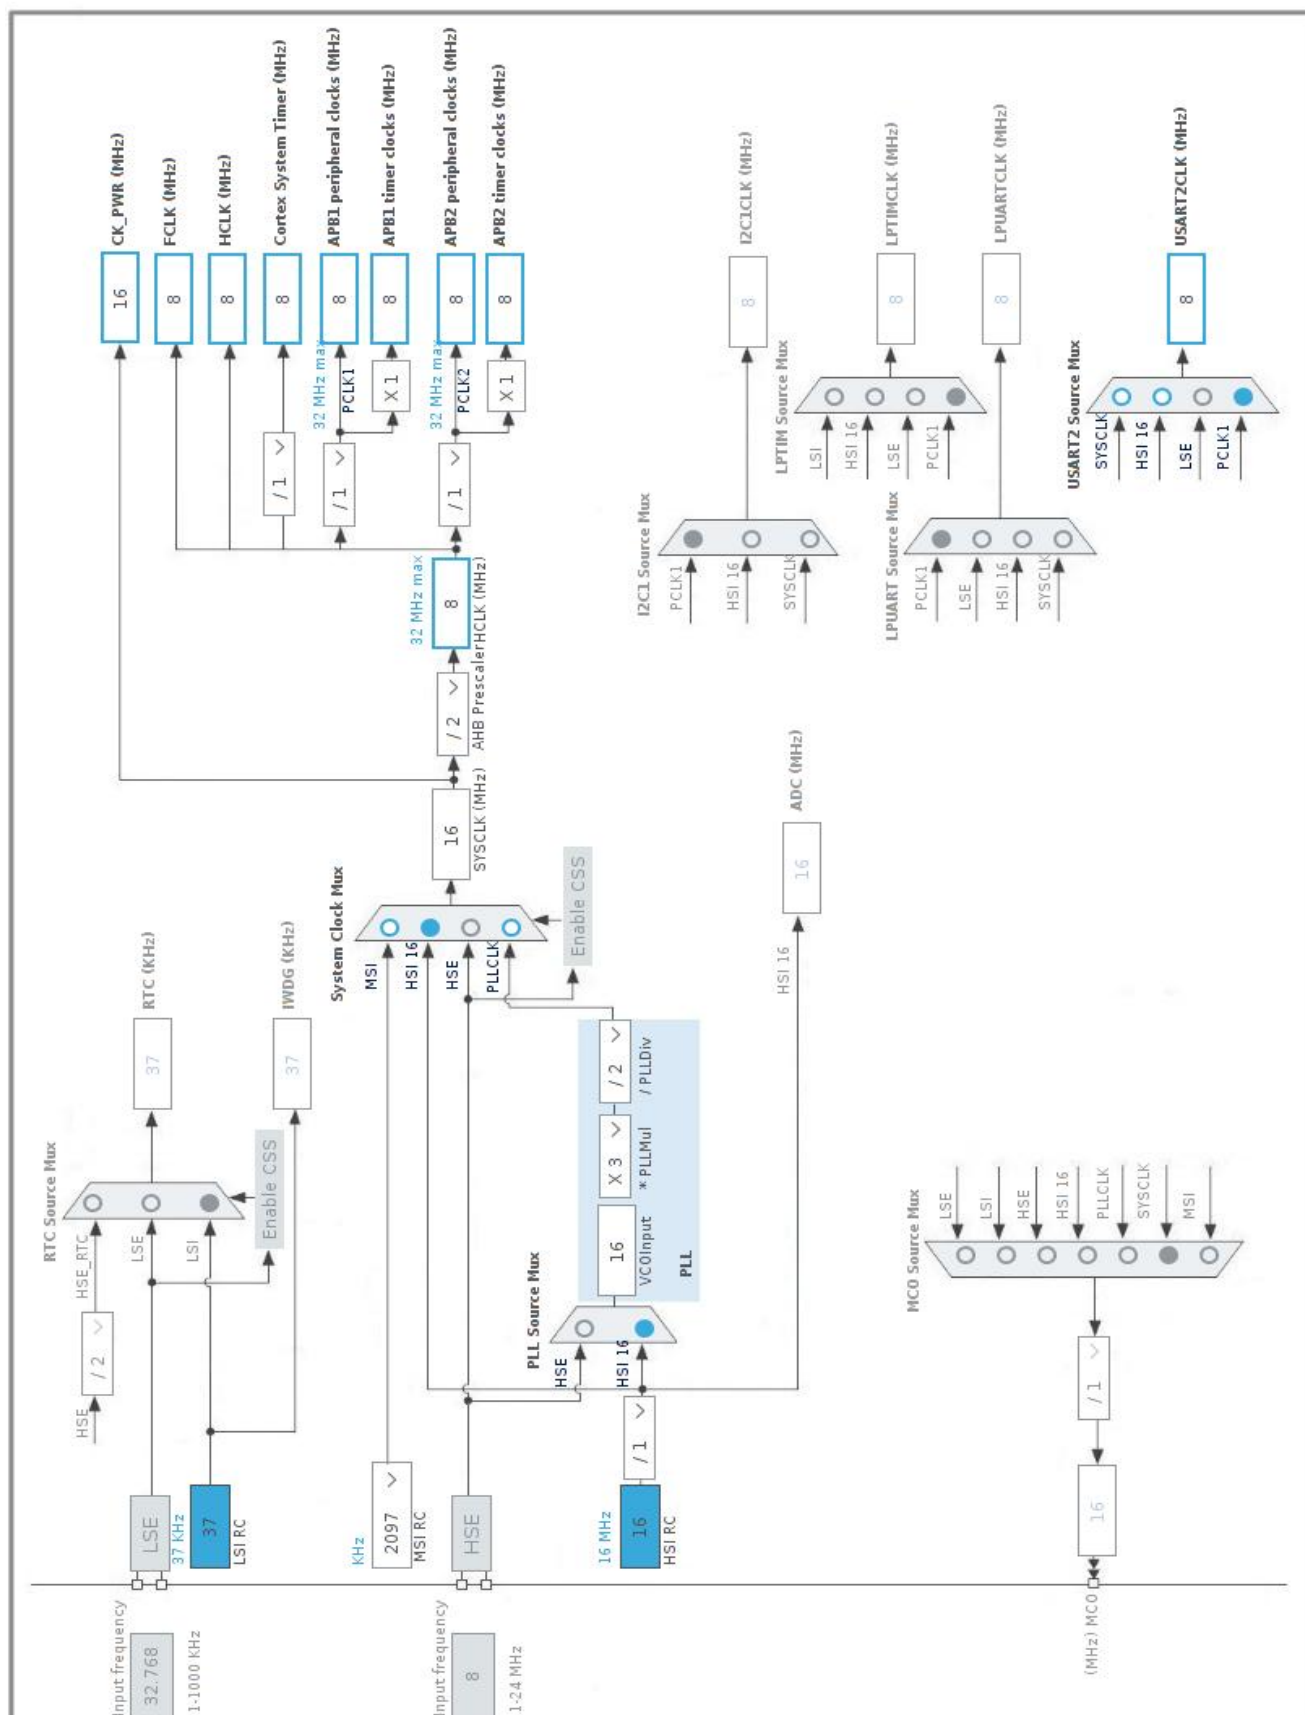 Input frequency
32.768
1-1000 KHz
LSE
37 KHz
37
LSI RC
HSE
/ 2
HSE_RTC
LSE
LSI
RTC Source Mux
Enable CSS
37
RTC (KHz)
37
IWDG (KHz)
Input frequency
8
1-24 MHz
KHz
2097
MSI RC
HSE
16 MHz
16
HSI RC
/ 1
HSE
HSI 16
PLL Source Mux
16
VCOInput
X 3
* PLLMul
/ 2
/ PLLDiv
PLL
MSI
HSI 16
HSE
PLLCLK
System Clock Mux
Enable CSS
16
SYSCLK (MHz)
/ 2
AHB Prescaler
32 MHz max
8
HCLK (MHz)
HSI 16
16
ADC (MHz)
16
CK_PWR (MHz)
8
FCLK (MHz)
8
HCLK (MHz)
/ 1
8
Cortex System Timer (MHz)
/ 1
32 MHz max
PCLK1
8
APB1 peripheral clocks (MHz)
X 1
8
APB1 timer clocks (MHz)
/ 1
32 MHz max
PCLK2
8
APB2 peripheral clocks (MHz)
X 1
8
APB2 timer clocks (MHz)
I2C1 Source Mux
PCLK1
HSI 16
SYSCLK
8
I2C1CLK (MHz)
LPTIM Source Mux
LSI
HSI 16
LSE
PCLK1
8
LPTIMCLK (MHz)
LPUART Source Mux
PCLK1
LSE
HSI 16
SYSCLK
8
LPUARTCLK (MHz)
USART2 Source Mux
SYSCLK
HSI 16
LSE
PCLK1
8
USART2CLK (MHz)
MCO Source Mux
LSE
LSI
HSE
HSI 16
PLLCLK
SYSCLK
MSI
/ 1
16
(MHz) MCO